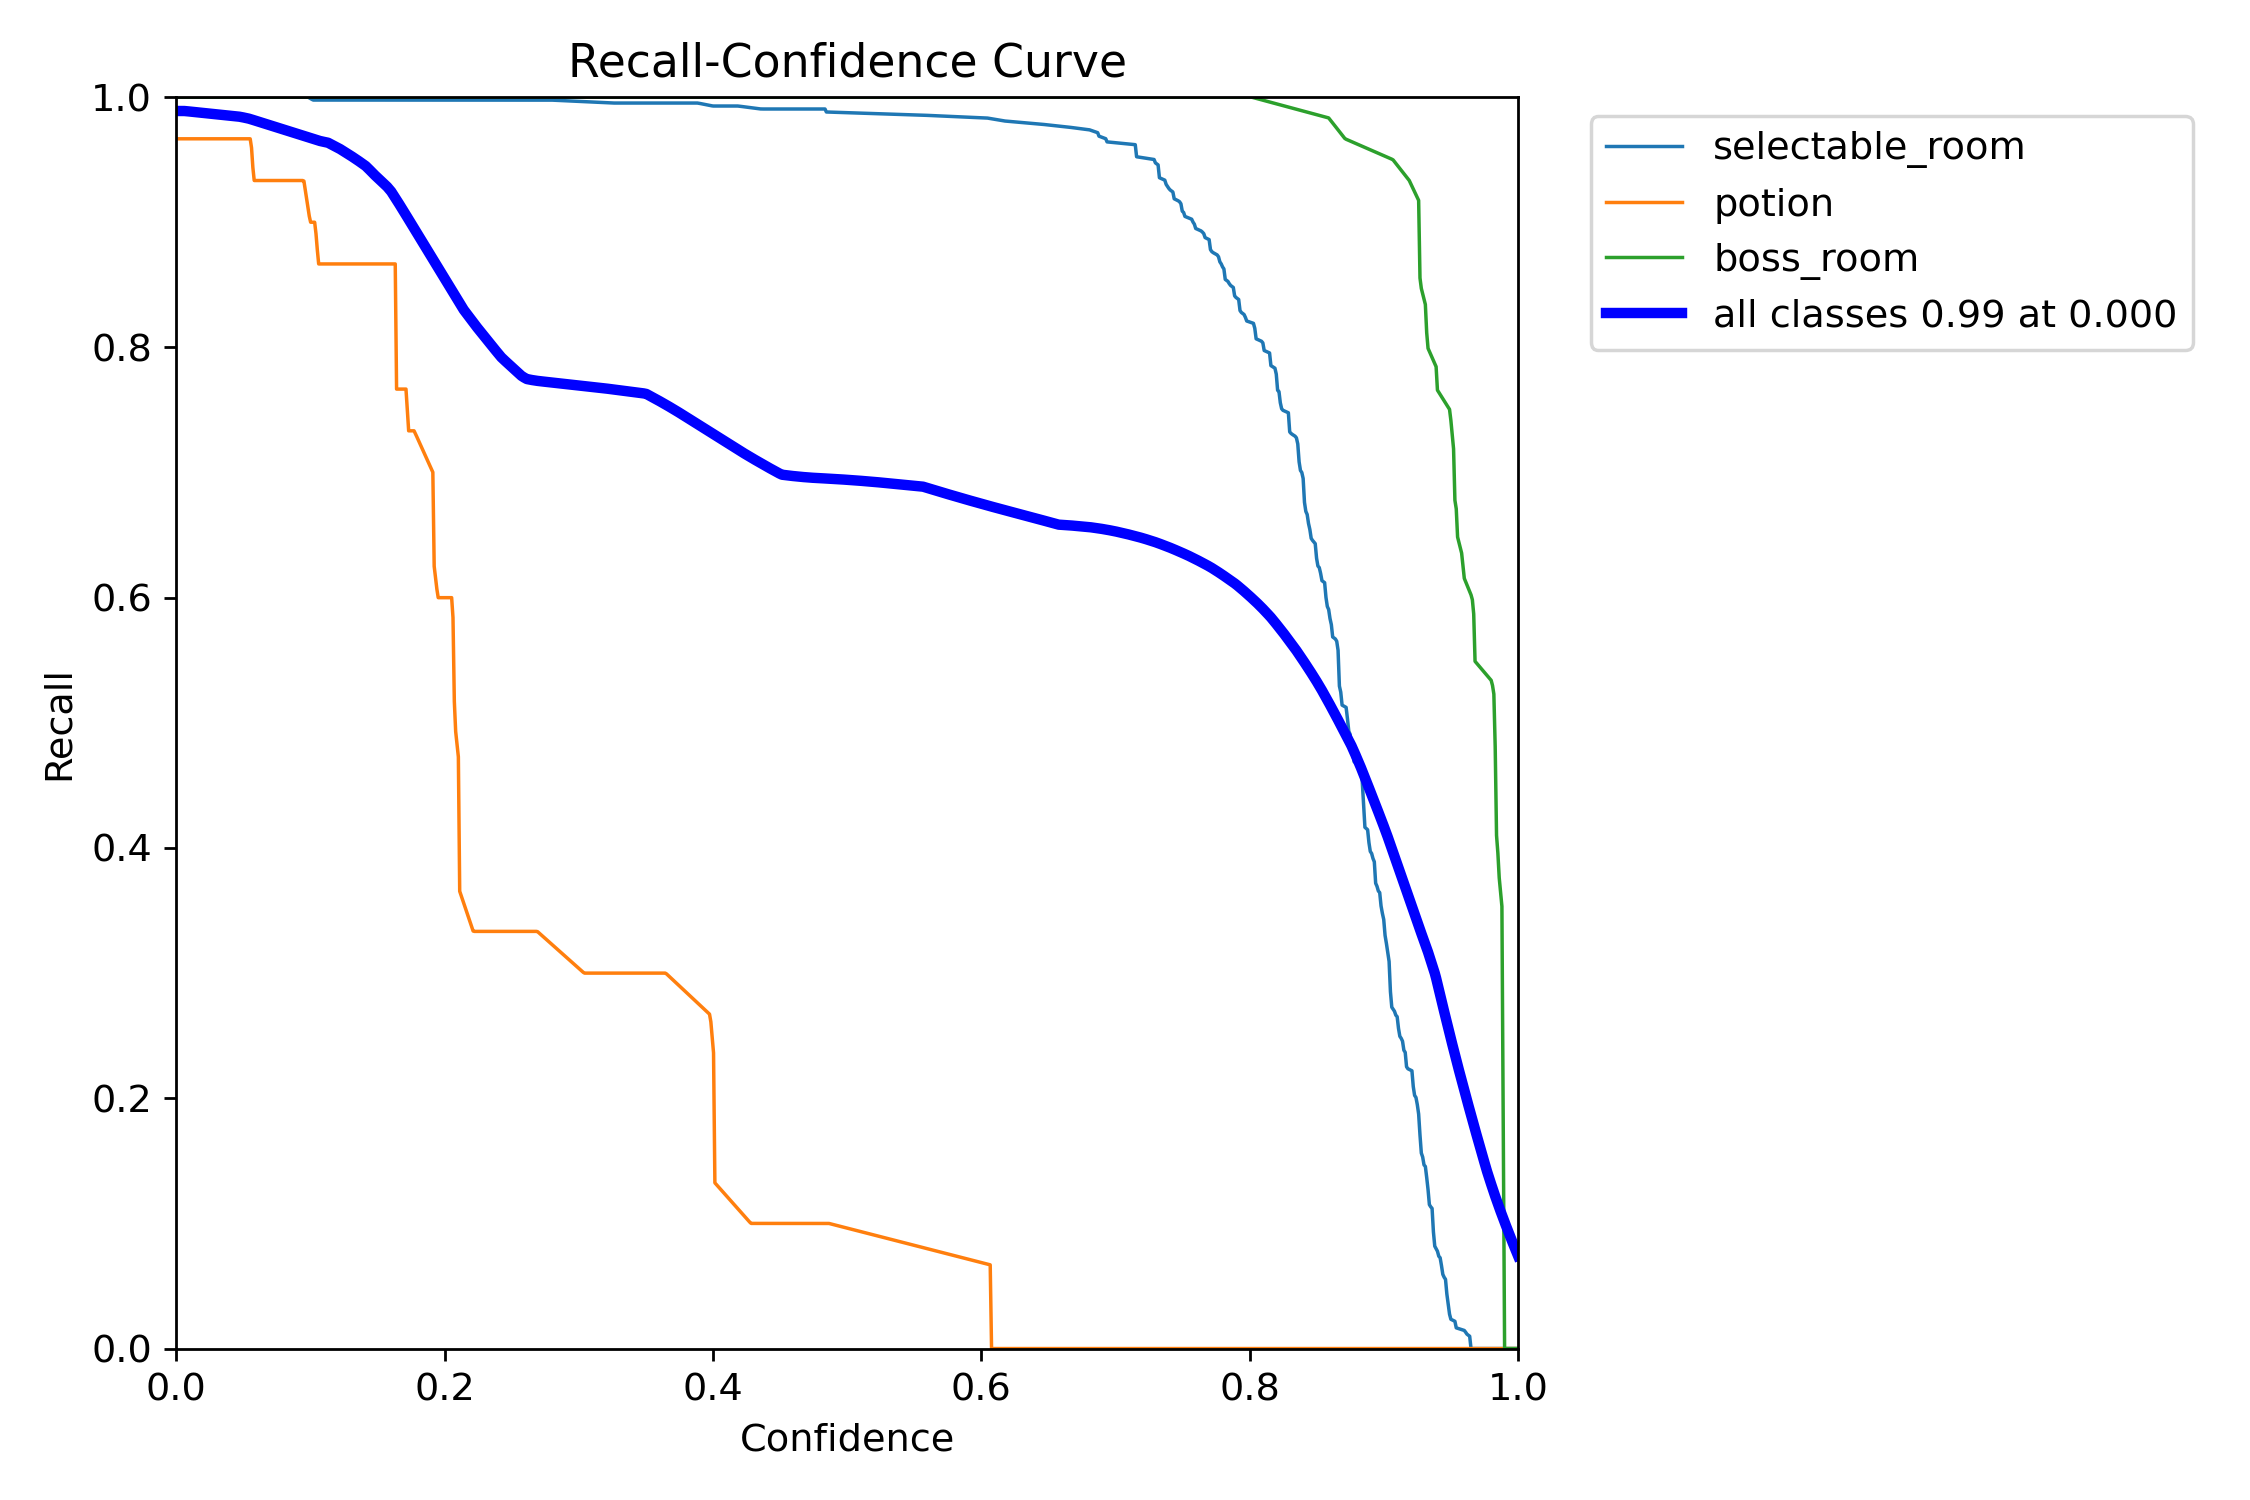 Recall-Confidence Curve
1.0
0.8
0.6
0.4
0.2
0.0
Recall
0.0 0.2 0.4 0.6 0.8 1.0
Confidence
selectable_room
potion
boss_room
all classes 0.99 at 0.000